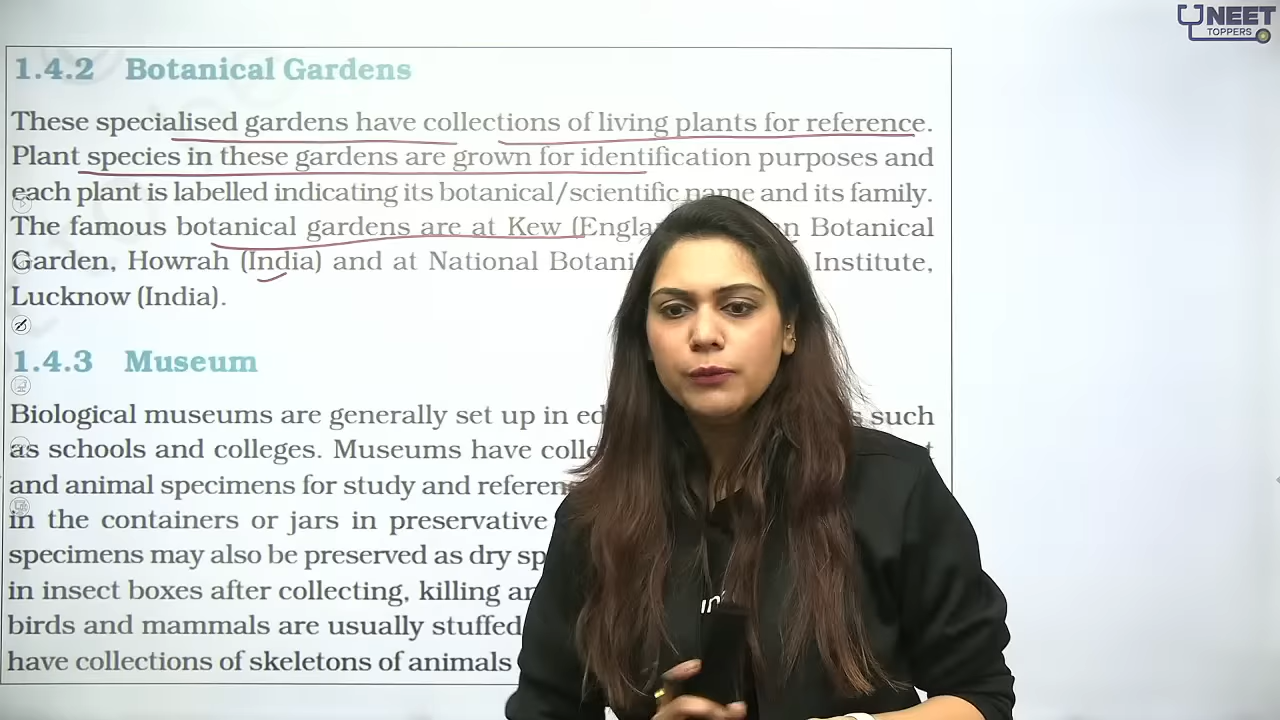 NEET
TOPPERS
1.4.2 Botanical Gardens
These specialised gardens have collections of living plants for reference.
Plant species in these gardens are grown for identification purposes and
each plant is labelled indicating its botanical/scientific name and its family.
The famous botanical gardens are at Kew (Engla Botanical
Garden, Howrah (India) and at National Botani Institute,
Lucknow (India).
1.4.3 Museum
Biological museums are generally set up in ed s such
as schools and colleges. Museums have colle
and animal specimens for study and referen
in the containers or jars in preservative
specimens may also be preserved as dry sp
in insect boxes after collecting, killing an
birds and mammals are usually stuffed
have collections of skeletons of animals